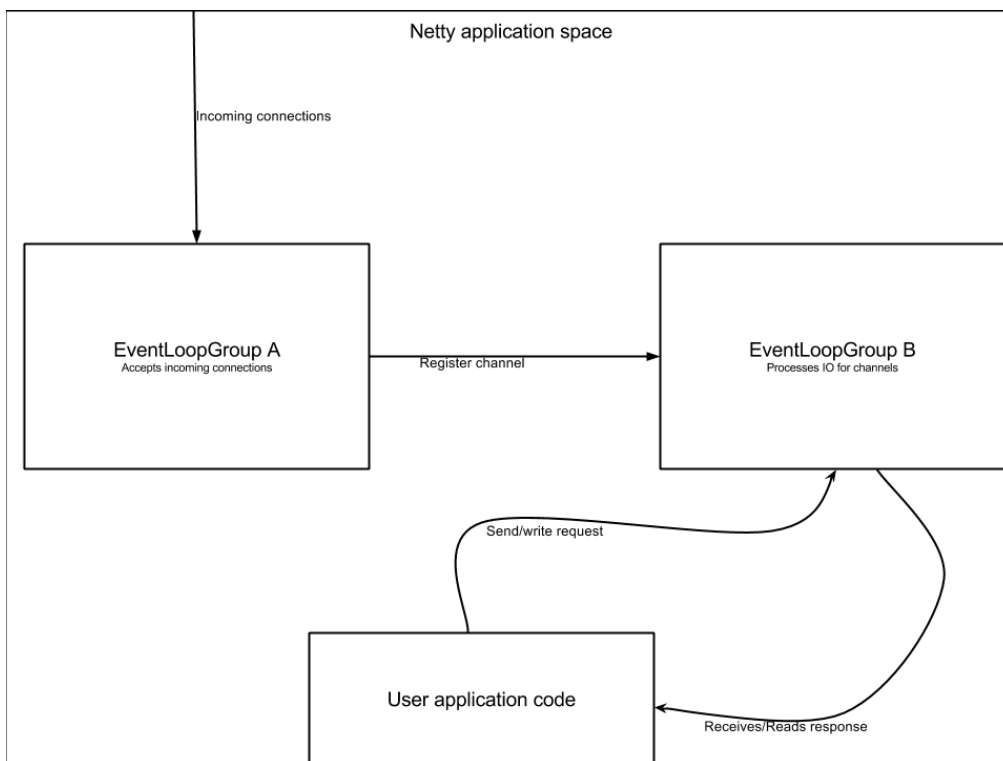 Netty application space
Incoming connections
EventLoopGroup A
Accepts incoming connections
Register channel
EventLoopGroup B
Processes IO for channels
Send/write request
User application code
Receives/Reads response